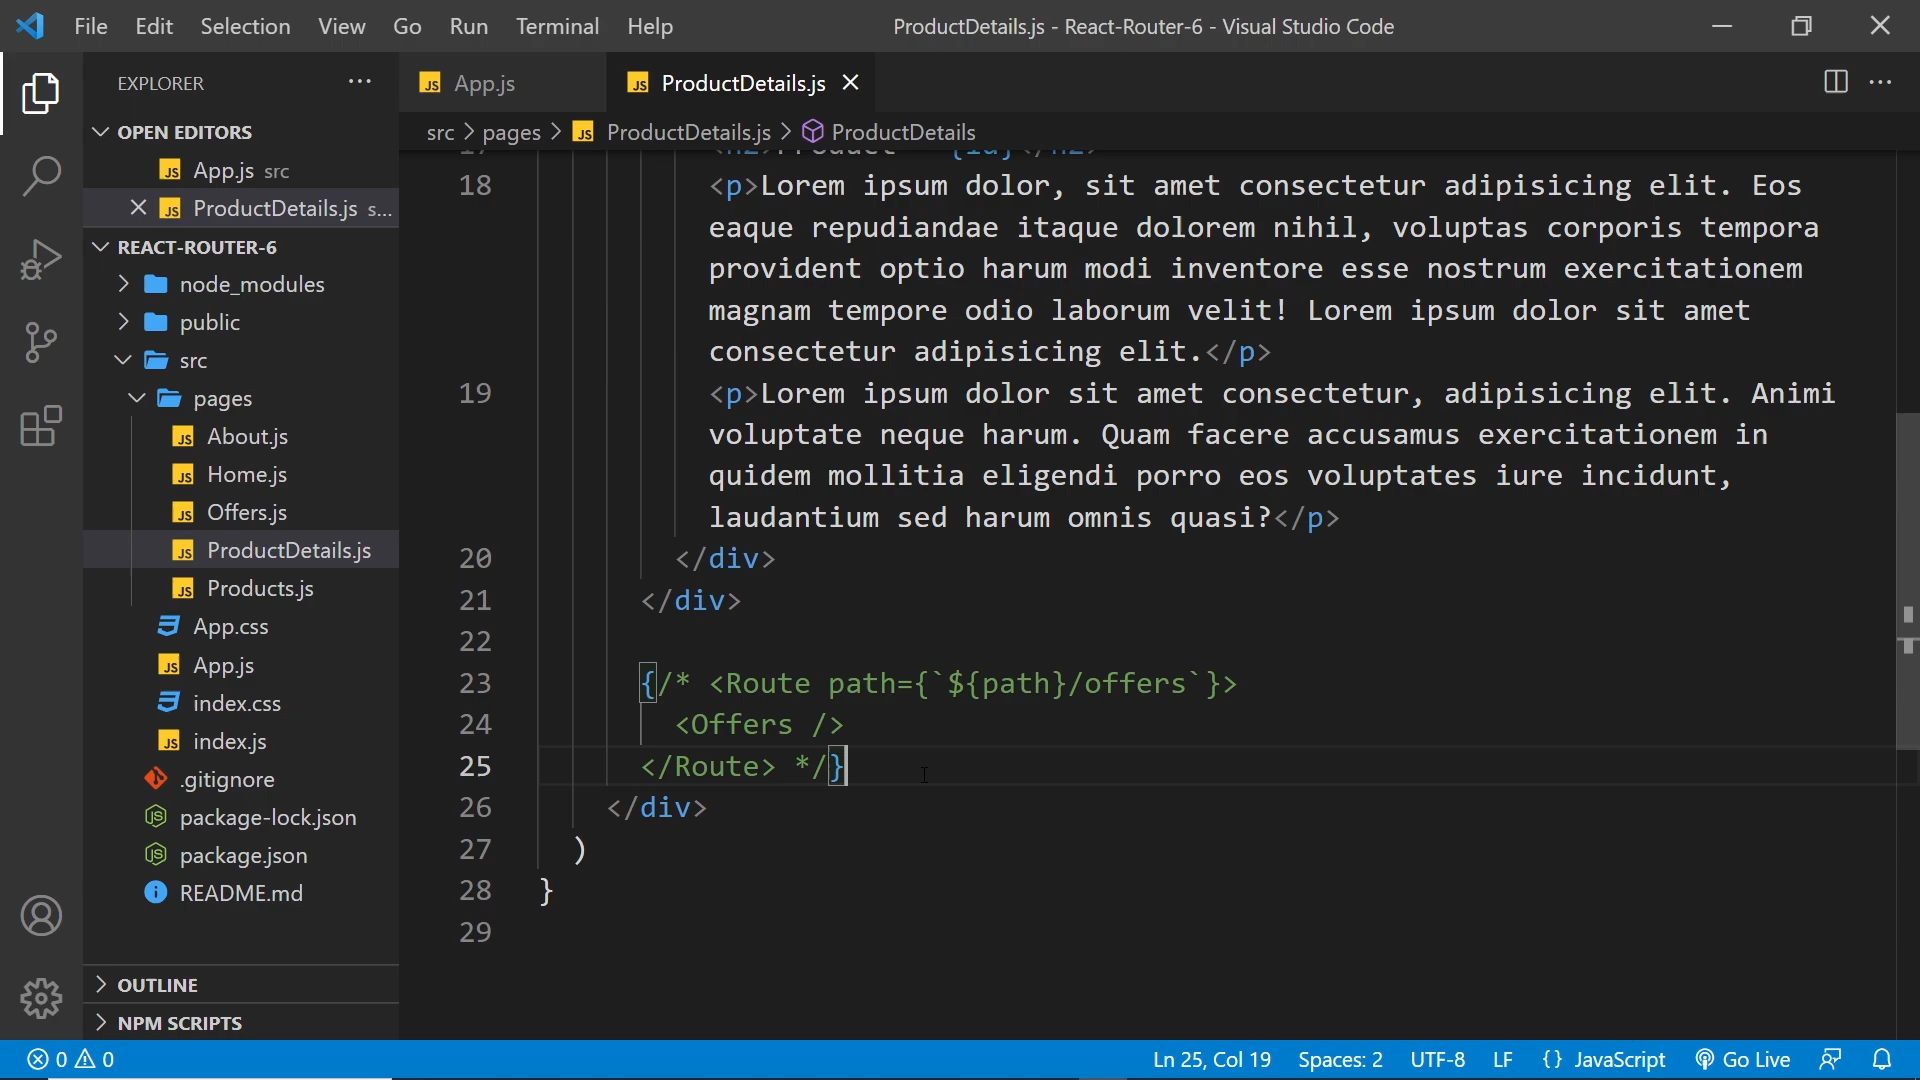 File Edit Selection View Go Run Terminal Help ProductDetails.js - React-Router-6 - Visual Studio Code
EXPLORER
OPEN EDITORS
App.js src
ProductDetails.js s...
REACT-ROUTER-6
node_modules
public
src
pages
About.js
Home.js
Offers.js
ProductDetails.js
Products.js
App.css
App.js
index.css
index.js
.gitignore
package-lock.json
package.json
README.md
OUTLINE
NPM SCRIPTS
App.js ProductDetails.js
src > pages > ProductDetails.js > ProductDetails
18 <p>Lorem ipsum dolor, sit amet consectetur adipisicing elit. Eos
eaque repudiandae itaque dolorem nihil, voluptas corporis tempora
provident optio harum modi inventore esse nostrum exercitationem
magnam tempore odio laborum velit! Lorem ipsum dolor sit amet
consectetur adipisicing elit.</p>
19 <p>Lorem ipsum dolor sit amet consectetur, adipisicing elit. Animi
voluptate neque harum. Quam facere accusamus exercitationem in
quidem mollitia eligendi porro eos voluptates iure incidunt,
laudantium sed harum omnis quasi?</p>
20 </div>
21 </div>
22
23 {/* <Route path={`${path}/offers`}>
24 <Offers />
25 </Route> */}
26 </div>
27 )
28 }
29
0 0 Ln 25, Col 19 Spaces: 2 UTF-8 LF {} JavaScript Go Live